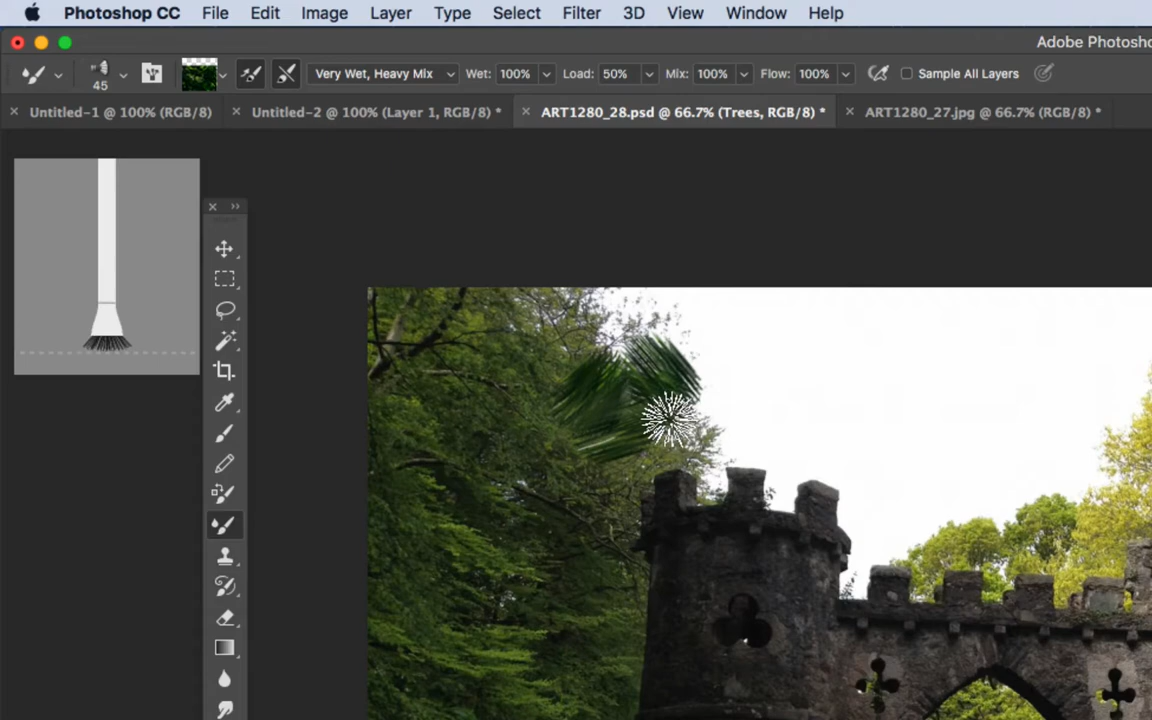 Photoshop CC File Edit Image Layer Type Select Filter 3D View Window Help
Adobe Photosho
45 Very Wet, Heavy Mix Wet: 100% Load: 50% Mix: 100% Flow: 100% Sample All Layers
× Untitled-1 @ 100% (RGB/8) × Untitled-2 @ 100% (Layer 1, RGB/8) * × ART1280_28.psd @ 66.7% (Trees, RGB/8) * × ART1280_27.jpg @ 66.7% (RGB/8) *